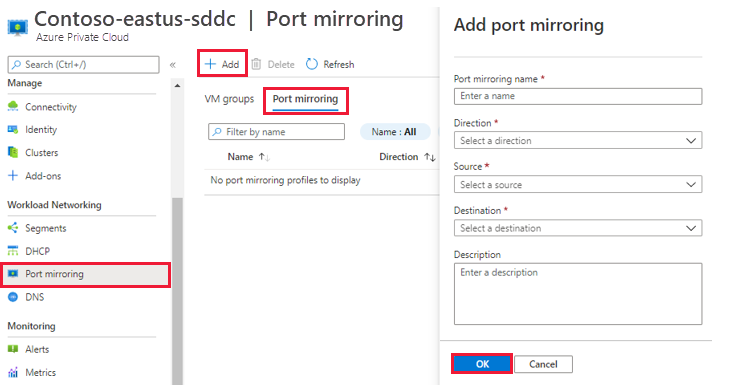 Contoso-eastus-sddc | Port mirroring
Azure Private Cloud
Search (Ctrl+/) «
Manage
Connectivity
Identity
Clusters
+ Add-ons
Workload Networking
Segments
DHCP
Port mirroring
DNS
Monitoring
Alerts
Metrics
+ Add Delete Refresh
VM groups Port mirroring
Filter by name Name : All
Name ↑↓ Direction ↑↓
No port mirroring profiles to display
Add port mirroring
Port mirroring name *
Enter a name
Direction *
Select a direction
Source *
Select a source
Destination *
Select a destination
Description
Enter a description
OK Cancel